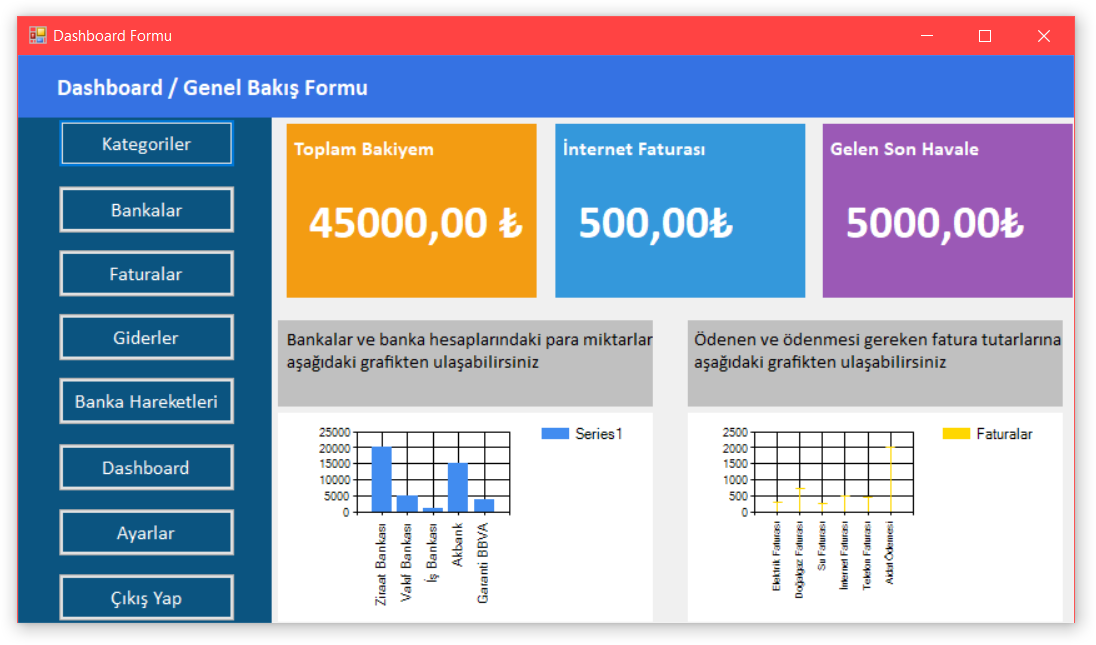 Dashboard Formu
Dashboard / Genel Bakış Formu
Kategoriler
Bankalar
Faturalar
Giderler
Banka Hareketleri
Dashboard
Ayarlar
Çıkış Yap
Toplam Bakiyem
45000,00 ₺
İnternet Faturası
500,00₺
Gelen Son Havale
5000,00₺
Bankalar ve banka hesaplarındaki para miktarlar
aşağıdaki grafikten ulaşabilirsiniz
Ödenen ve ödenmesi gereken fatura tutarlarına
aşağıdaki grafikten ulaşabilirsiniz
25000
20000
15000
10000
5000
0
Ziraat Bankası
Vakıf Bankası
İş Bankası
Akbank
Garanti BBVA
Series1
2500
2000
1500
1000
500
0
Elektrik Faturası
Doğalgaz Faturası
Su Faturası
İnternet Faturası
Telefon Faturası
Aidat Ödemesi
Faturalar